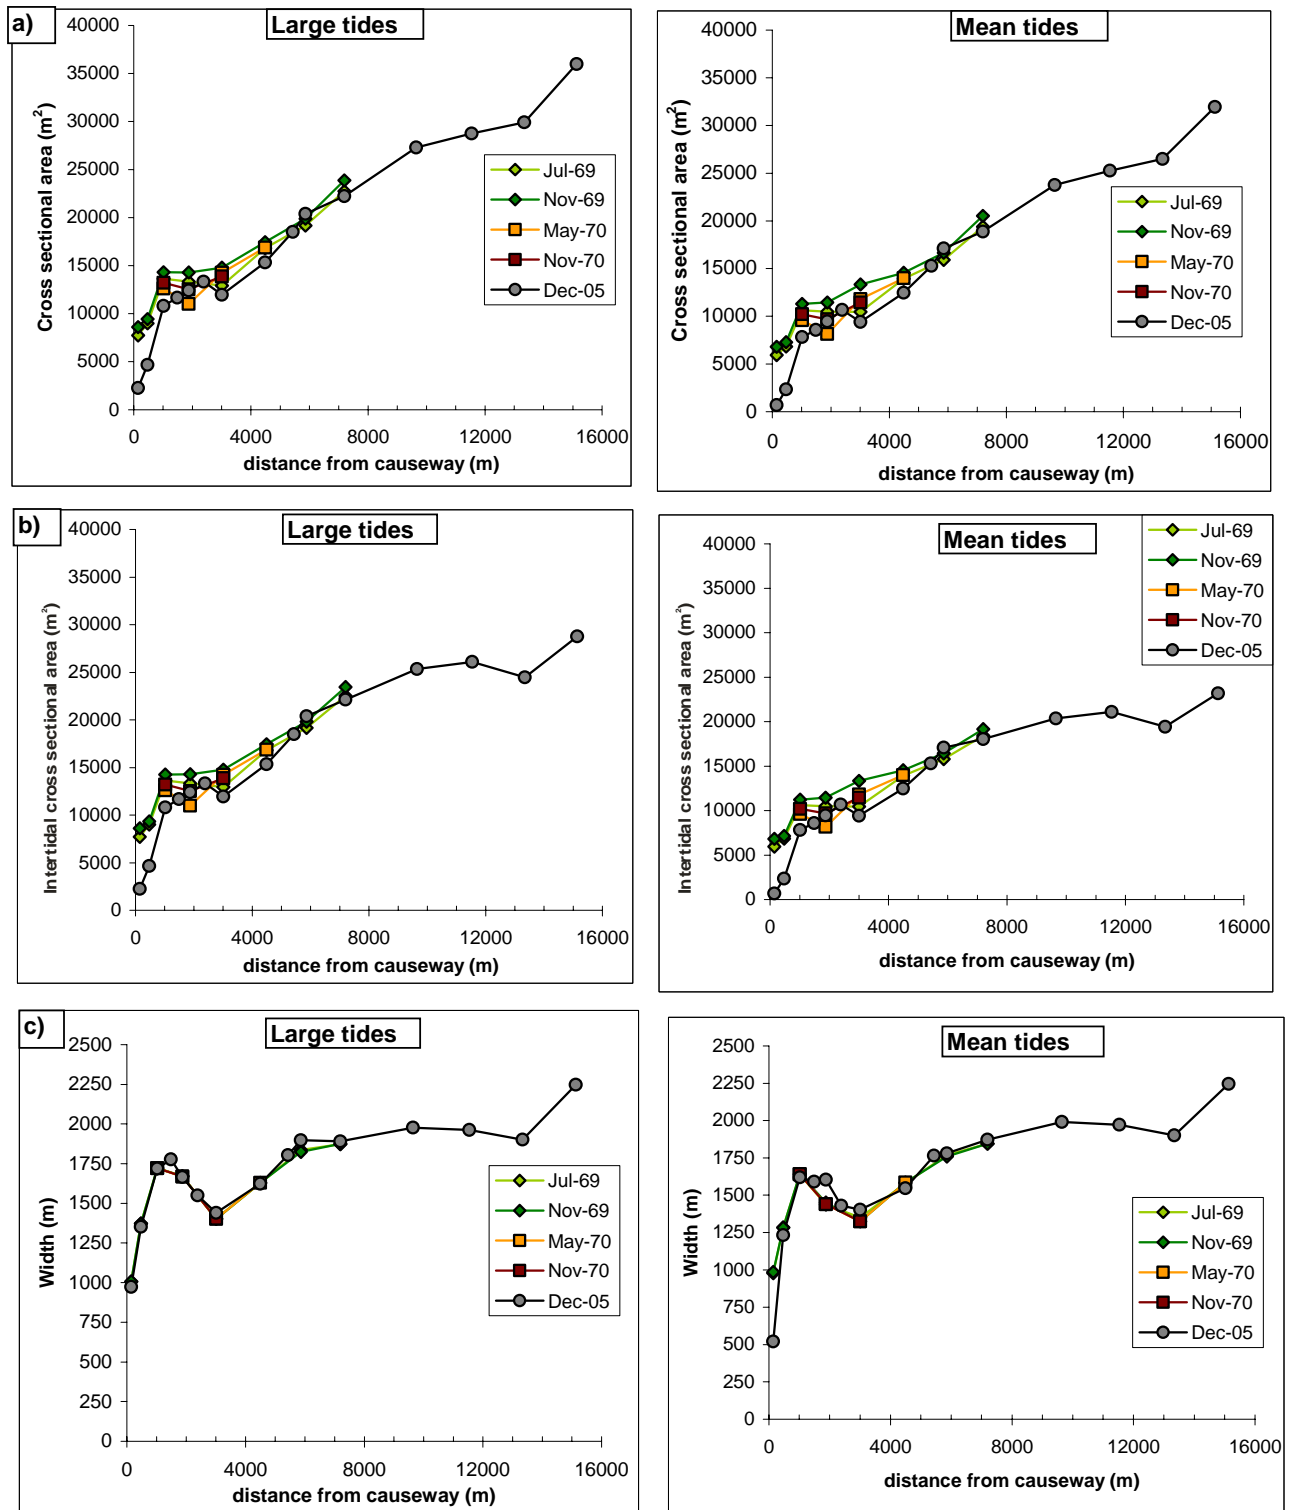 a)
Large tides
Cross sectional area (m²)
40000
35000
30000
25000
20000
15000
10000
5000
0
0 4000 8000 12000 16000
distance from causeway (m)
Jul-69
Nov-69
May-70
Nov-70
Dec-05
Mean tides
Cross sectional area (m²)
40000
35000
30000
25000
20000
15000
10000
5000
0
0 4000 8000 12000 16000
distance from causeway (m)
Jul-69
Nov-69
May-70
Nov-70
Dec-05
b)
Large tides
Intertidal cross sectional area (m²)
40000
35000
30000
25000
20000
15000
10000
5000
0
0 4000 8000 12000 16000
distance from causeway (m)
Mean tides
Intertidal cross sectional area (m²)
40000
35000
30000
25000
20000
15000
10000
5000
0
0 4000 8000 12000 16000
distance from causeway (m)
Jul-69
Nov-69
May-70
Nov-70
Dec-05
c)
Large tides
Width (m)
2500
2250
2000
1750
1500
1250
1000
750
500
250
0
0 4000 8000 12000 16000
distance from causeway (m)
Jul-69
Nov-69
May-70
Nov-70
Dec-05
Mean tides
Width (m)
2500
2250
2000
1750
1500
1250
1000
750
500
250
0
0 4000 8000 12000 16000
distance from causeway (m)
Jul-69
Nov-69
May-70
Nov-70
Dec-05